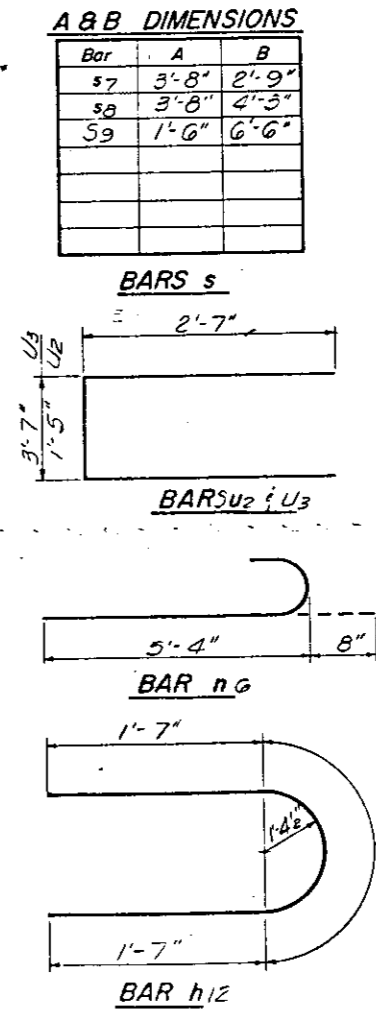 A & B DIMENSIONS
Bar A B
s7 3'-8" 2'-9"
s8 3'-8" 4'-3"
S9 1'-6" 6'-6"
BARS s
2'-7"
U3 U2
3'-7" 1'-5"
BARS u2 & U3
5'-4" 8"
BAR n6
1'-7"
1'-4½"
1'-7"
BAR h12